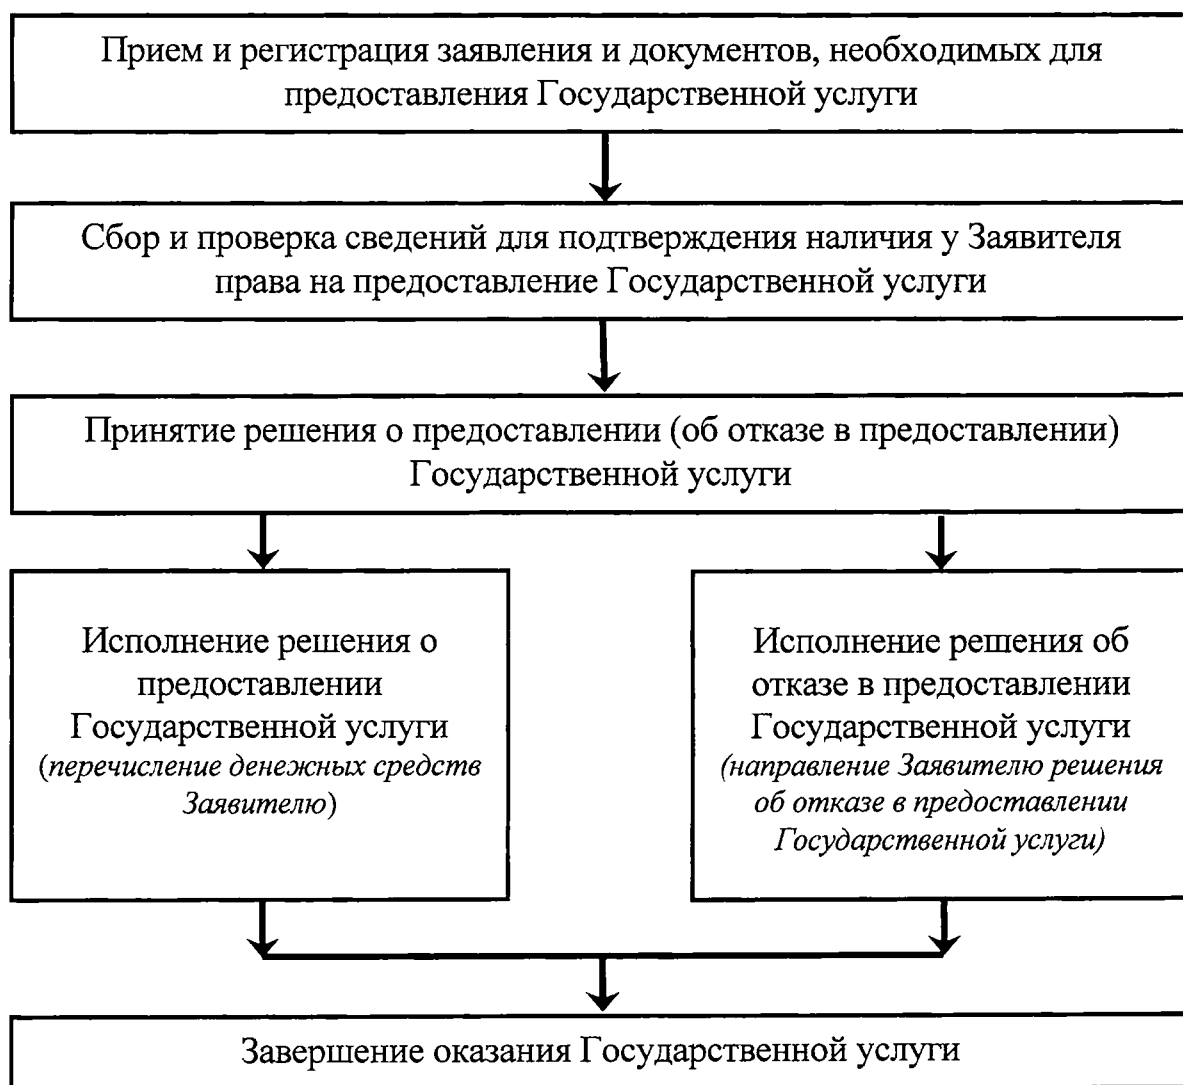 Прием и регистрация заявления и документов, необходимых для
предоставления Государственной услуги
Сбор и проверка сведений для подтверждения наличия у Заявителя
права на предоставление Государственной услуги
Принятие решения о предоставлении (об отказе в предоставлении)
Государственной услуги
Исполнение решения о
предоставлении
Государственной услуги
(перечисление денежных средств
Заявителю)
Исполнение решения об
отказе в предоставлении
Государственной услуги
(направление Заявителю решения
об отказе в предоставлении
Государственной услуги)
Завершение оказания Государственной услуги